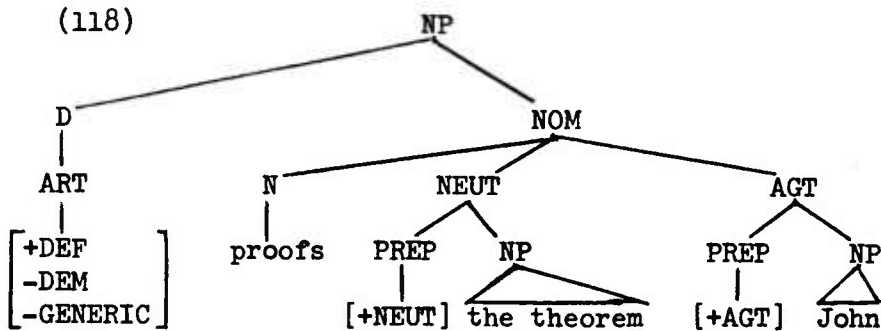 (118)
NP
D NOM
ART N NEUT AGT
+DEF proofs PREP NP PREP NP
-DEM
-GENERIC [+NEUT] the theorem [+AGT] John